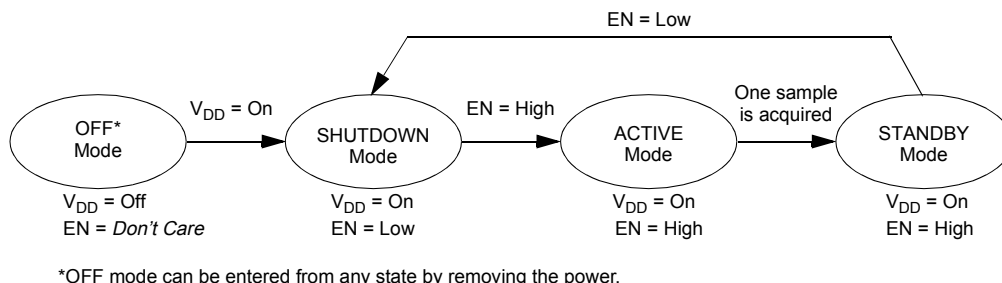 EN = Low
V_DD = On
EN = High
One sample
is acquired
OFF*
Mode
SHUTDOWN
Mode
ACTIVE
Mode
STANDBY
Mode
V_DD = Off
EN = Don't Care
V_DD = On
EN = Low
V_DD = On
EN = High
V_DD = On
EN = High
*OFF mode can be entered from any state by removing the power.